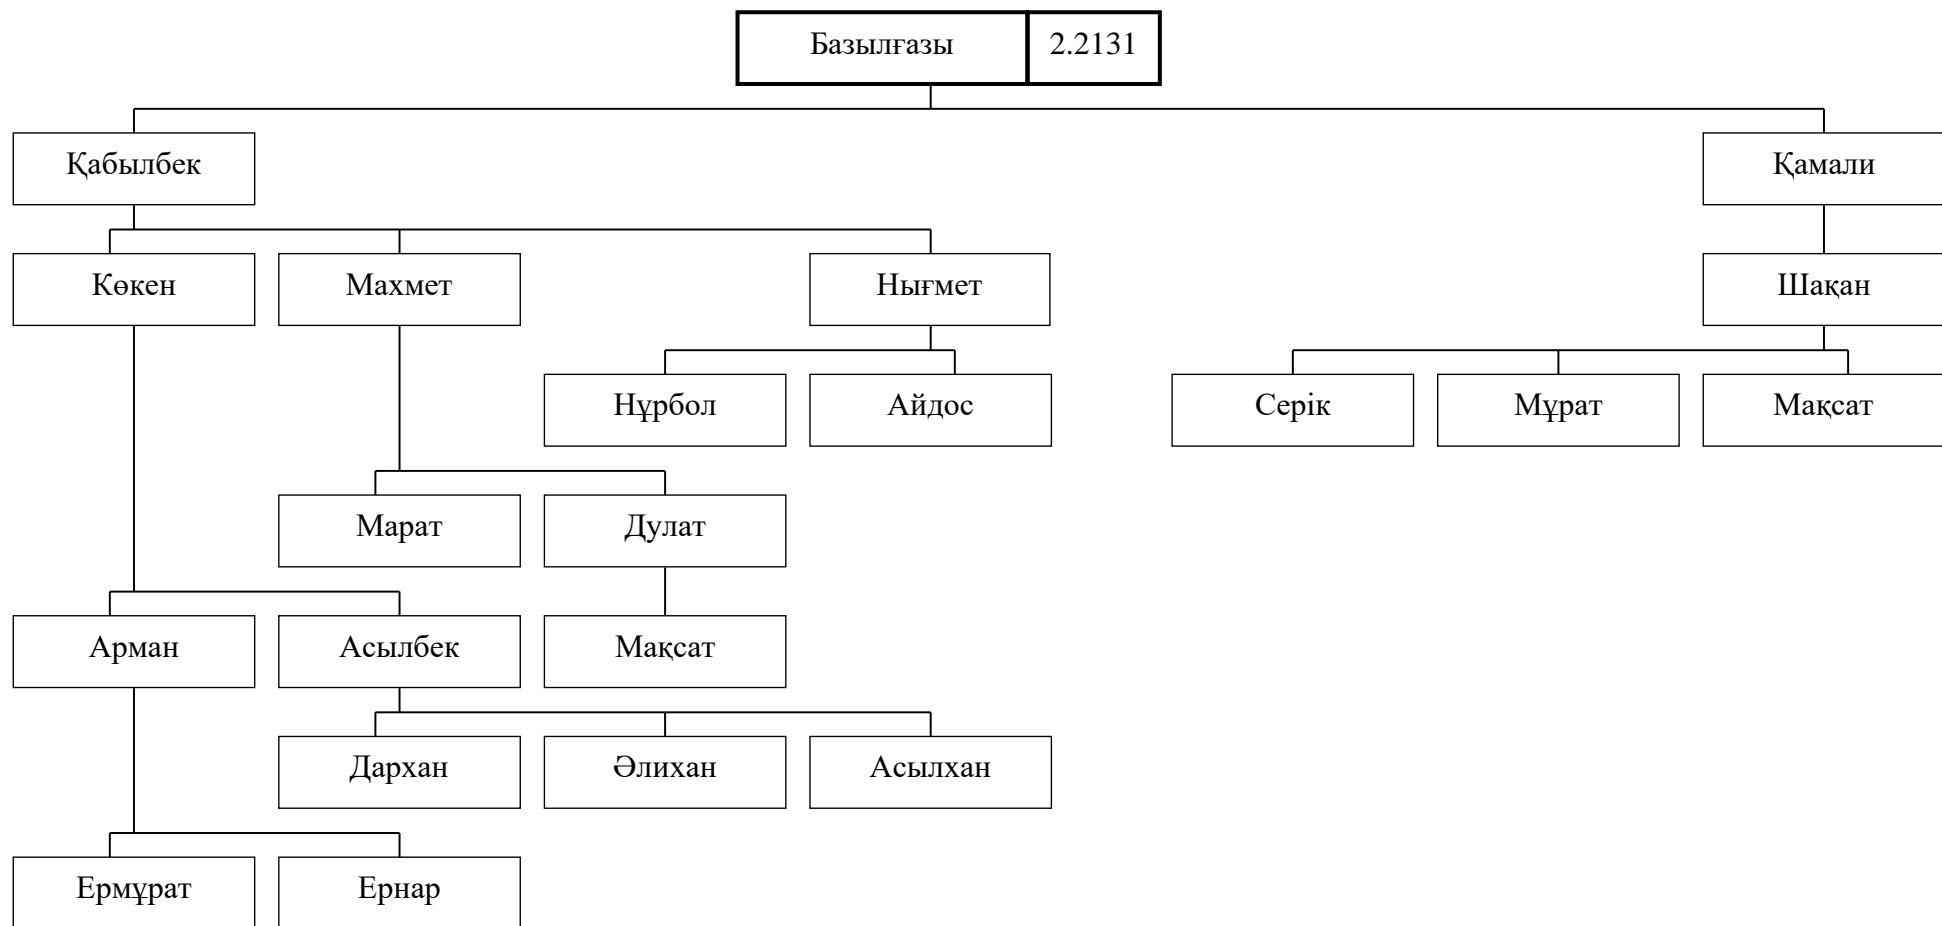 Базылғазы 2.2131
Қабылбек Қамали
Көкен Махмет Нығмет Шақан
Нұрбол Айдос Серік Мұрат Мақсат
Марат Дулат
Арман Асылбек Мақсат
Дархан Әлихан Асылхан
Ермұрат Ернар